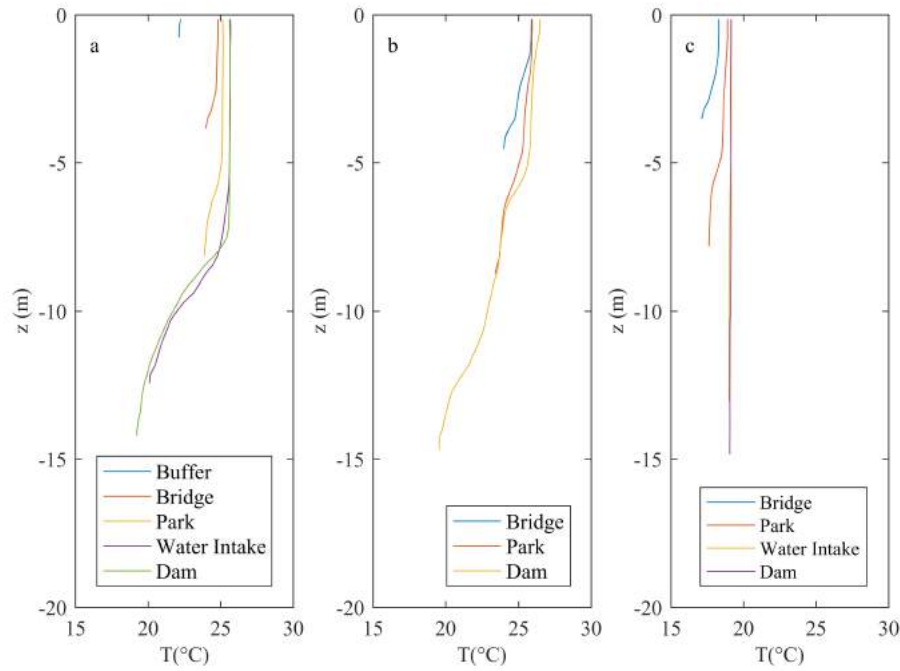 a
0
-5
-10
-15
-20
z (m)
15
20
25
30
T(°C)
Buffer
Bridge
Park
Water Intake
Dam
b
0
-5
-10
-15
-20
z (m)
15
20
25
30
T(°C)
Bridge
Park
Dam
c
0
-5
-10
-15
-20
z (m)
15
20
25
30
T(°C)
Bridge
Park
Water Intake
Dam